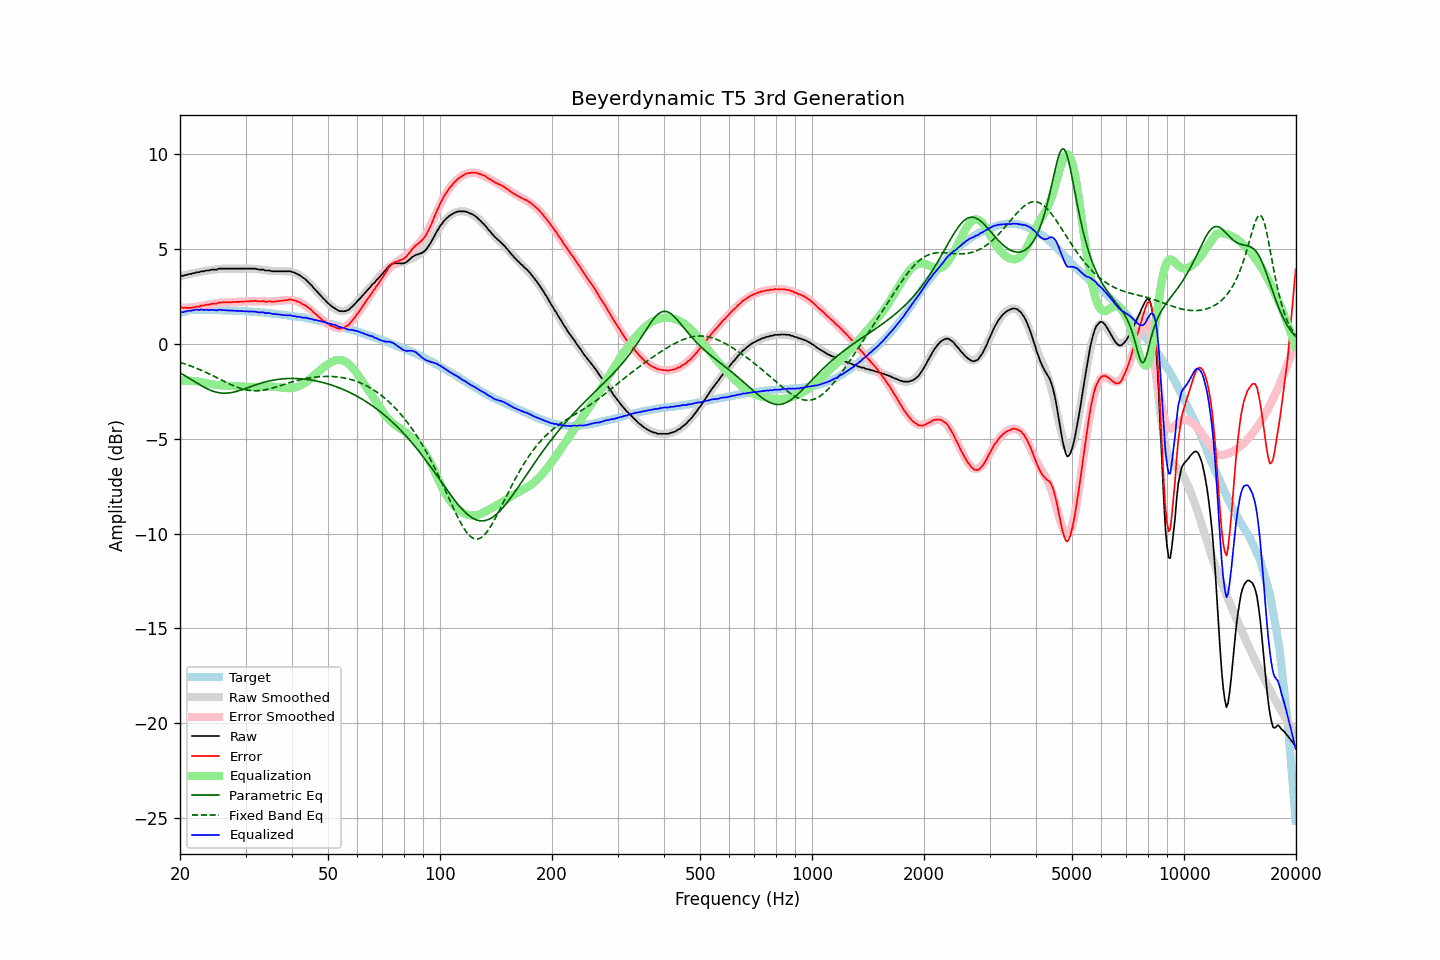 Beyerdynamic T5 3rd Generation
Amplitude (dBr)
10
5
0
−5
−10
−15
−20
−25
Target
Raw Smoothed
Error Smoothed
Raw
Error
Equalization
Parametric Eq
Fixed Band Eq
Equalized
20 50 100 200 500 1000 2000 5000 10000 20000
Frequency (Hz)